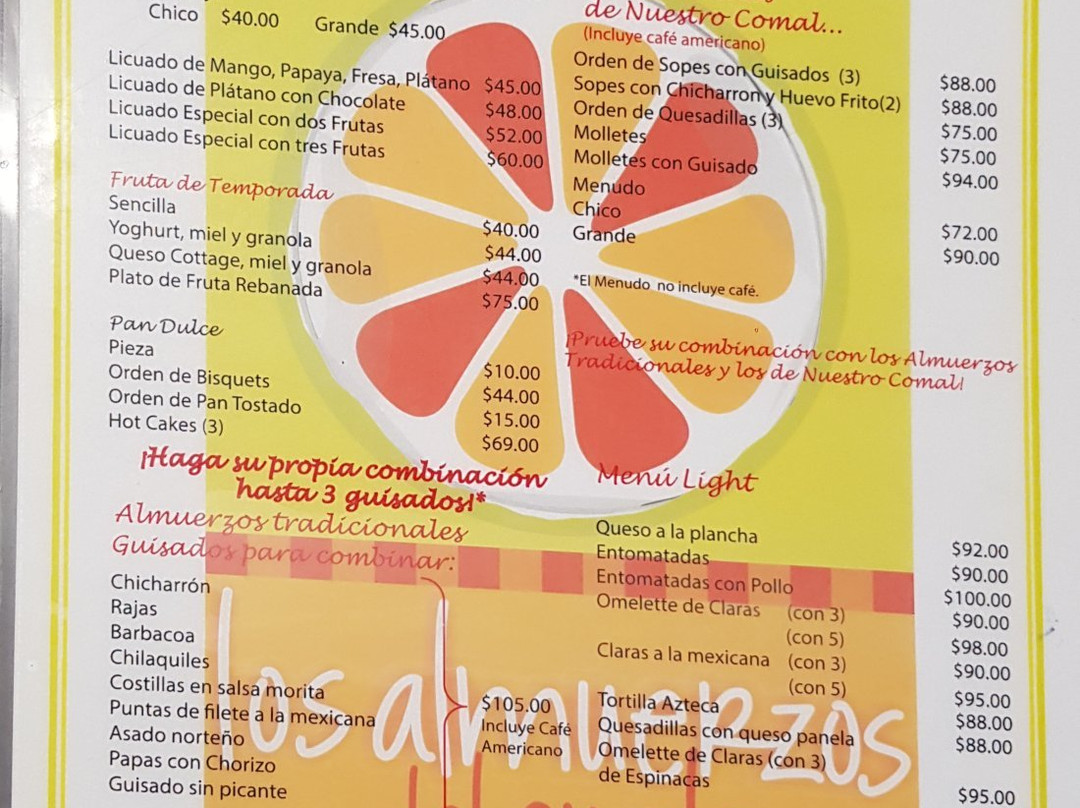 Chico $40.00 Grande $45.00
Licuado de Mango, Papaya, Fresa, Plátano $45.00
Licuado de Plátano con Chocolate $48.00
Licuado Especial con dos Frutas $52.00
Licuado Especial con tres Frutas $60.00
Fruta de Temporada
Sencilla $40.00
Yoghurt, miel y granola $44.00
Queso Cottage, miel y granola $44.00
Plato de Fruta Rebanada $75.00
Pan Dulce
Pieza $10.00
Orden de Bisquets $44.00
Orden de Pan Tostado $15.00
Hot Cakes (3) $69.00
¡Haga su propia combinación
hasta 3 guisados!*
Almuerzos tradicionales
Guisados para combinar:
Chicharrón
Rajas
Barbacoa
Chilaquiles
Costillas en salsa morita
Puntas de filete a la mexicana
Asado norteño
Papas con Chorizo
Guisado sin picante
$105.00
Incluye Café
Americano
de Nuestro Comal...
(Incluye café americano)
Orden de Sopes con Guisados (3) $88.00
Sopes con Chicharron y Huevo Frito(2) $88.00
Orden de Quesadillas (3) $75.00
Molletes $75.00
Molletes con Guisado $94.00
Menudo
Chico $72.00
Grande $90.00
*El Menudo no incluye café.
¡Pruebe su combinación con los Almuerzos
Tradicionales y los de Nuestro Comal!
Menú Light
Queso a la plancha $92.00
Entomatadas $90.00
Entomatadas con Pollo $100.00
Omelette de Claras (con 3) $90.00
(con 5) $98.00
Claras a la mexicana (con 3) $90.00
(con 5) $95.00
Tortilla Azteca $88.00
Quesadillas con queso panela $88.00
Omelette de Claras (con 3)
de Espinacas $95.00
los almuerzos